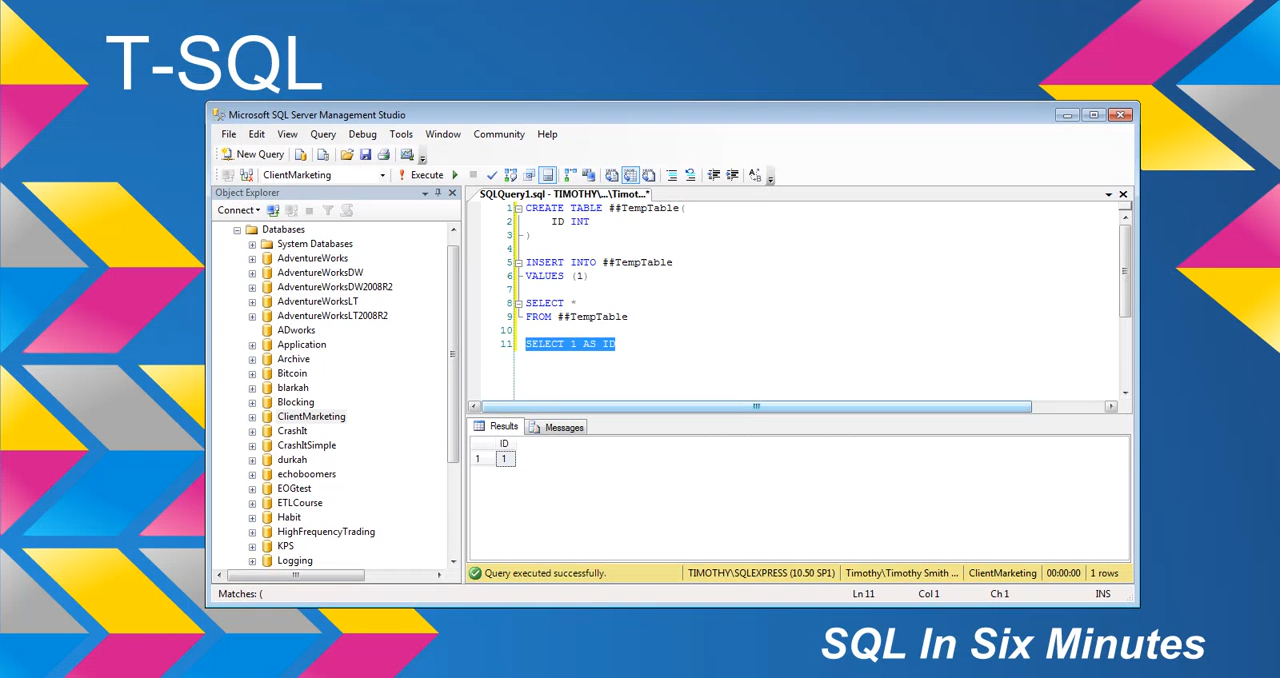 T-SQL
Microsoft SQL Server Management Studio
File Edit View Query Debug Tools Window Community Help
New Query
ClientMarketing
Execute
Object Explorer
Connect
Databases
System Databases
AdventureWorks
AdventureWorksDW
AdventureWorksDW2008R2
AdventureWorksLT
AdventureWorksLT2008R2
ADworks
Application
Archive
Bitcoin
blarkah
Blocking
ClientMarketing
CrashIt
CrashItSimple
durkah
echoboomers
EOGtest
ETLCourse
Habit
HighFrequencyTrading
KPS
Logging
SQLQuery1.sql - TIMOTHY\...\Timot...*
1 CREATE TABLE ##TempTable(
2 ID INT
3 )
4
5 INSERT INTO ##TempTable
6 VALUES (1)
7
8 SELECT *
9 FROM ##TempTable
10
11 SELECT 1 AS ID
Results Messages
ID
1 1
Query executed successfully. TIMOTHY\SQLEXPRESS (10.50 SP1) Timothy\Timothy Smith ... ClientMarketing 00:00:00 1 rows
Matches: ( Ln 11 Col 1 Ch 1 INS
SQL In Six Minutes